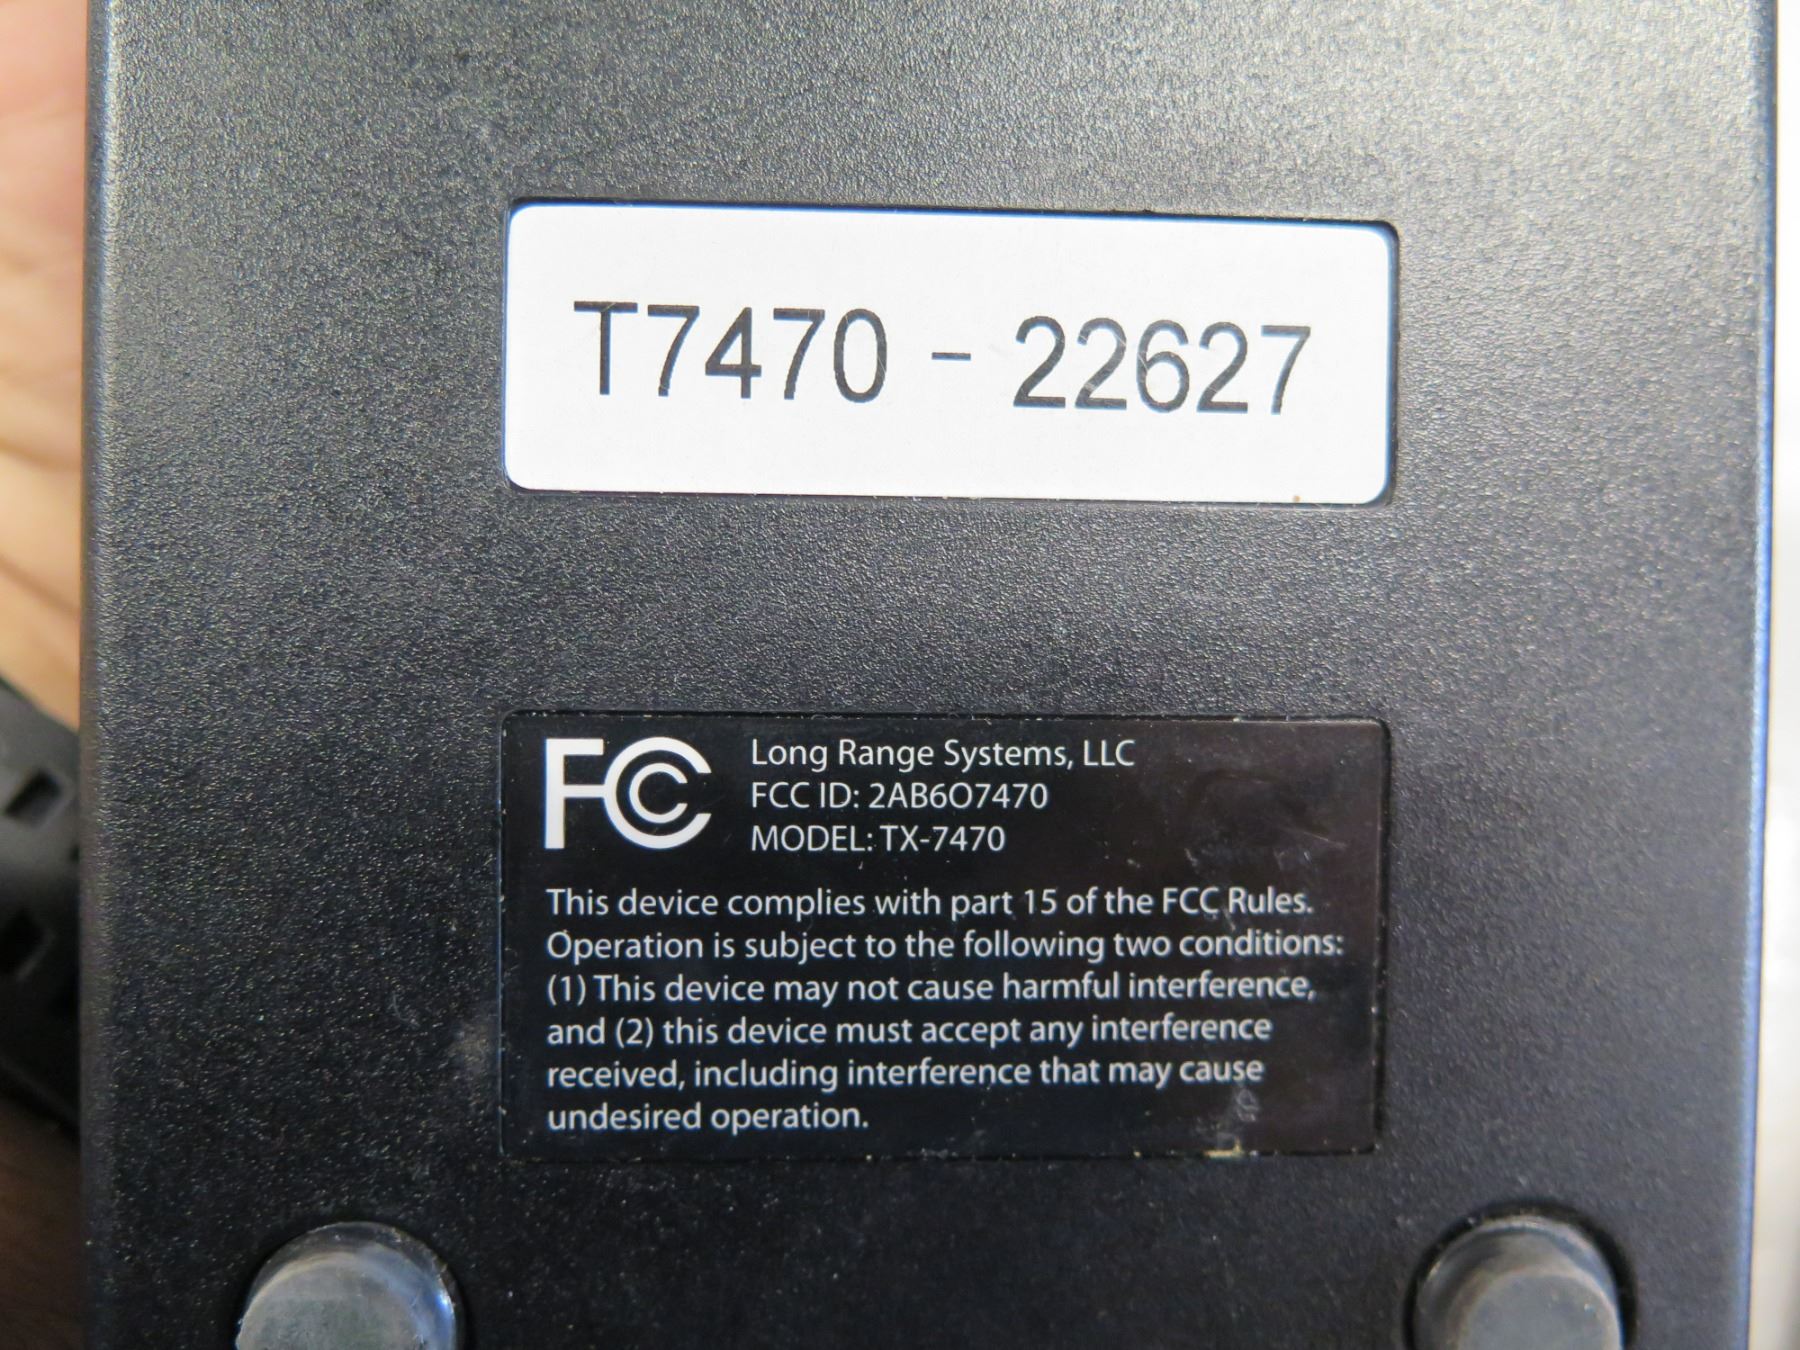 T7470 - 22627
FC Long Range Systems, LLC
FCC ID: 2AB6O7470
MODEL: TX-7470
This device complies with part 15 of the FCC Rules.
Operation is subject to the following two conditions:
(1) This device may not cause harmful interference,
and (2) this device must accept any interference
received, including interference that may cause
undesired operation.